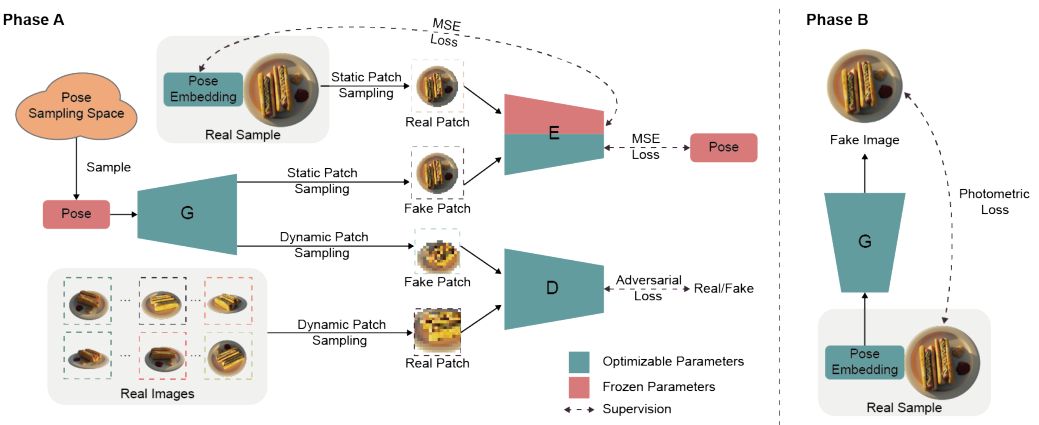 Phase A
MSE
Loss
Pose
Embedding
Real Sample
Static Patch
Sampling
Real Patch
Pose
Sampling Space
Sample
Pose
G
Static Patch
Sampling
Fake Patch
E
MSE
Loss
Pose
Dynamic Patch
Sampling
Fake Patch
D
Adversarial
Loss
Real/Fake
Real Images
Dynamic Patch
Sampling
Real Patch
Optimizable Parameters
Frozen Parameters
Supervision
Phase B
Fake Image
Photometric
Loss
G
Pose
Embedding
Real Sample